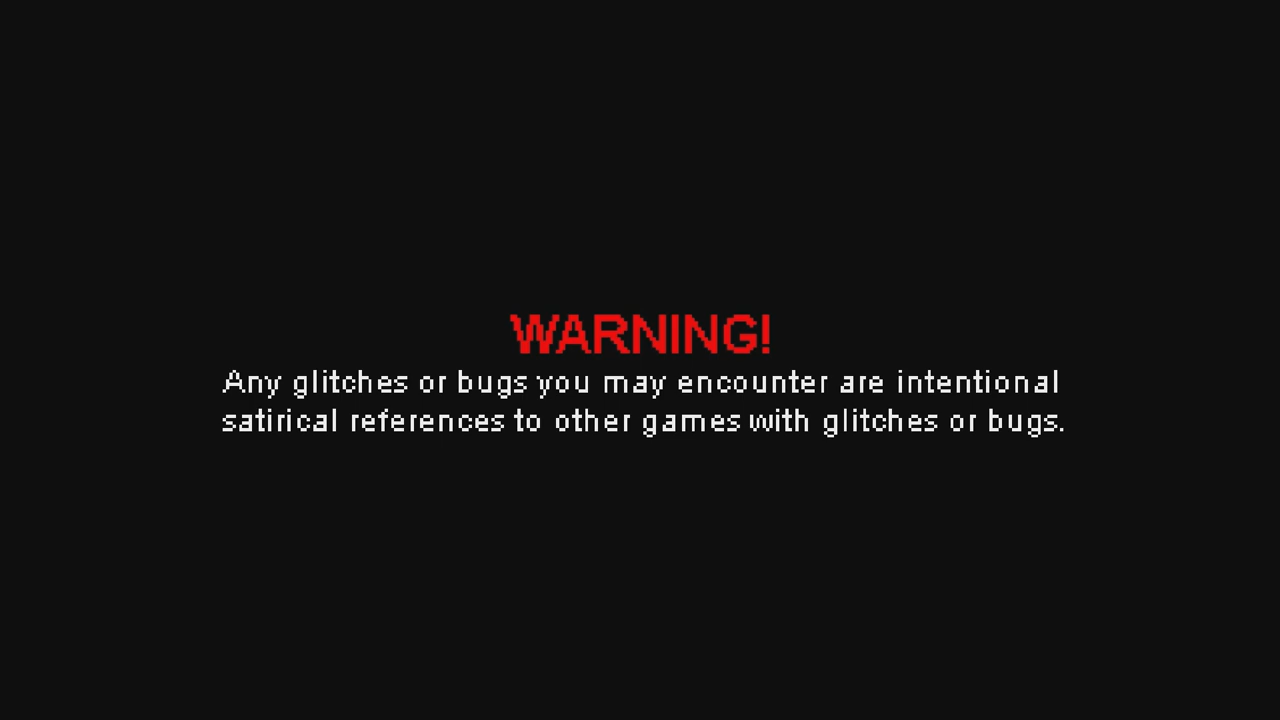 WARNING!
Any glitches or bugs you may encounter are intentional
satirical references to other games with glitches or bugs.